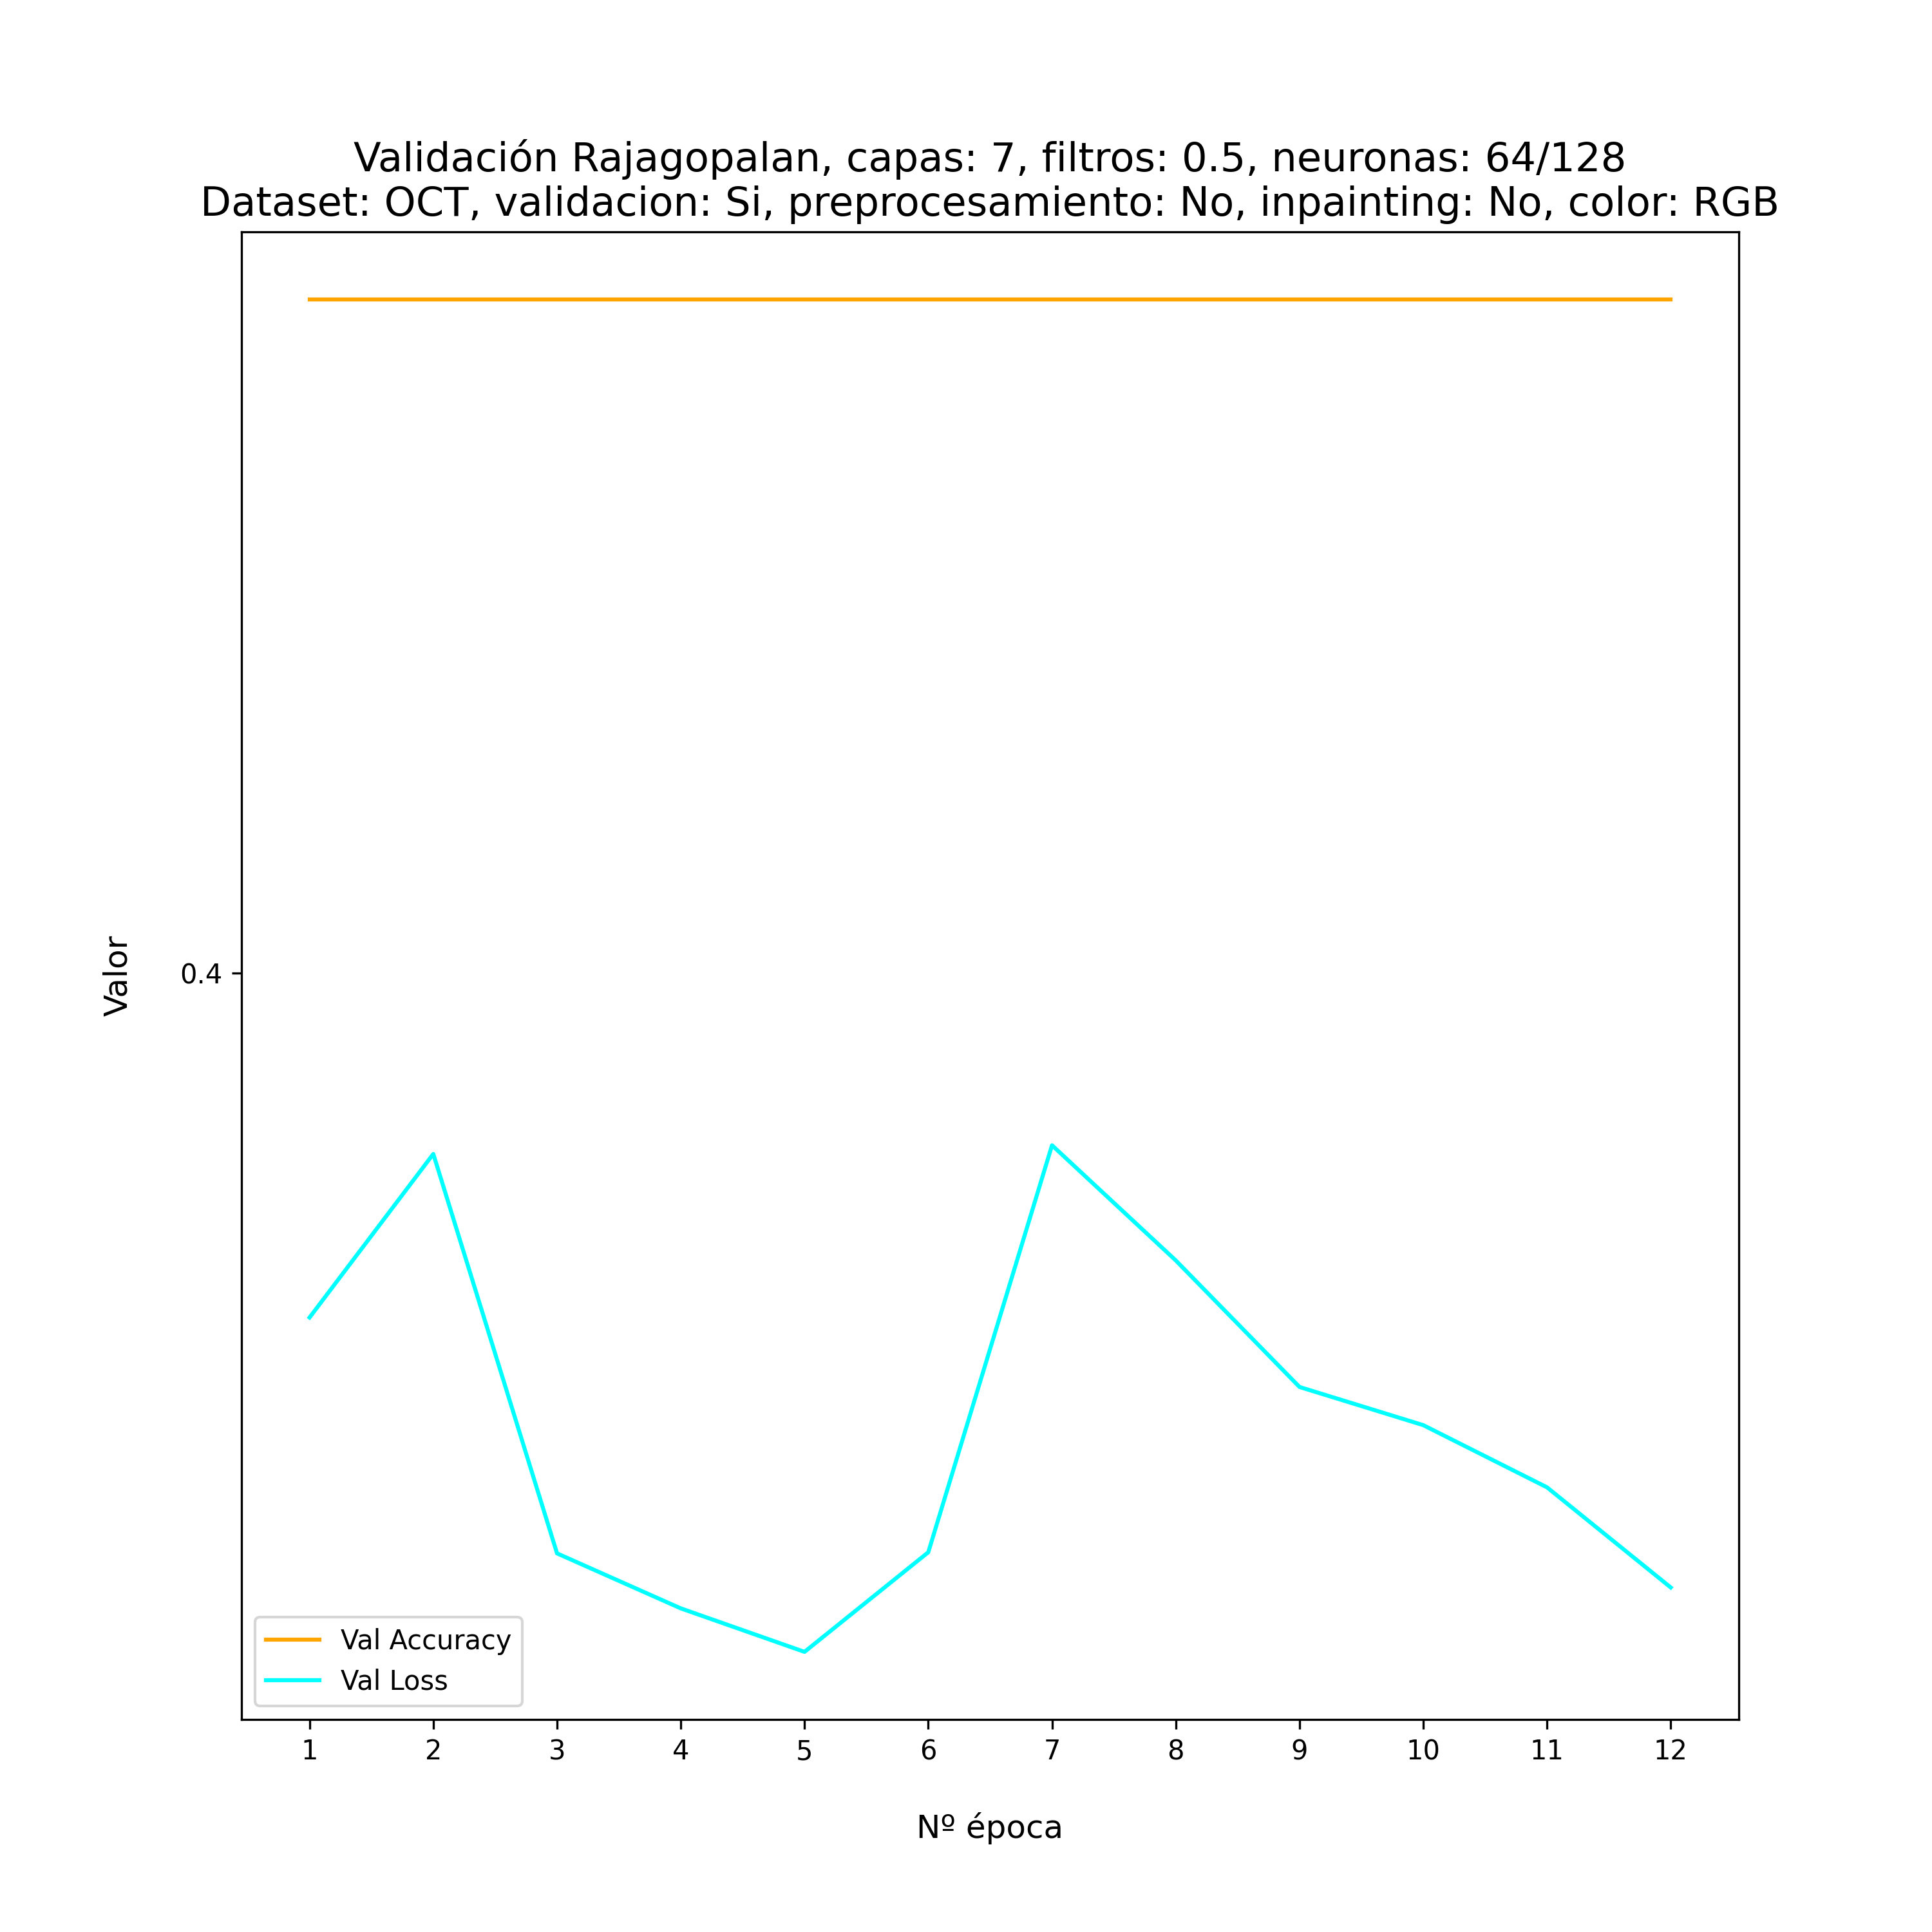 Validación Rajagopalan, capas: 7, filtros: 0.5, neuronas: 64/128
Dataset: OCT, validacion: Si, preprocesamiento: No, inpainting: No, color: RGB
Valor
0.4
Val Accuracy
Val Loss
1 2 3 4 5 6 7 8 9 10 11 12
Nº época